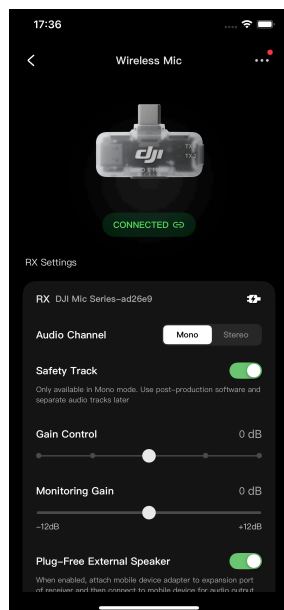 17:36
Wireless Mic
TX1
dji
CONNECTED
RX Settings
RX DJI Mic Series-ad26e9
Audio Channel
Mono
Stereo
Safety Track
Only available in Mono mode. Use post-production software and
separate audio tracks later
Gain Control
0 dB
Monitoring Gain
0 dB
-12dB
+12dB
Plug-Free External Speaker
When enabled, attach mobile device adapter to expansion port
of receiver and then connect to mobile device for audio output